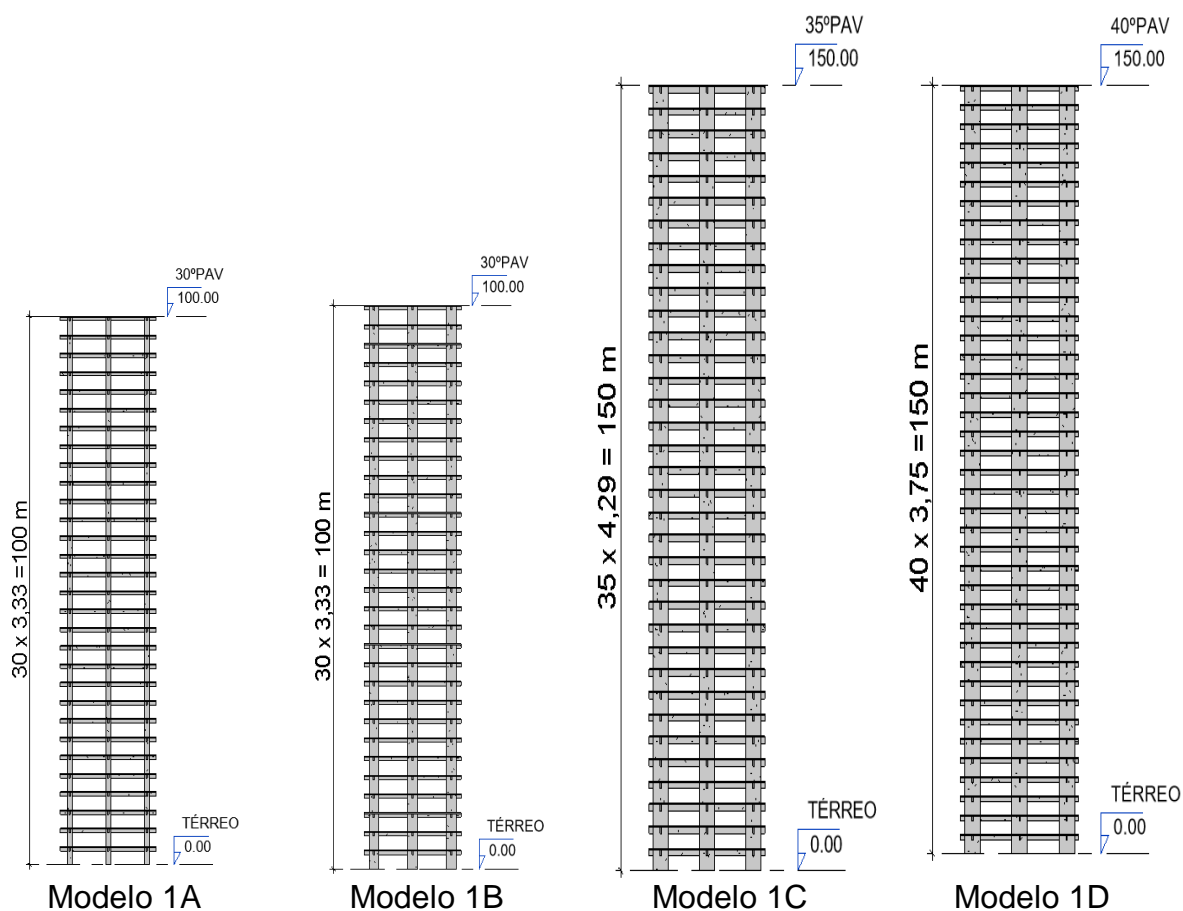 30ºPAV
100.00
30 x 3,33 =100 m
TÉRREO
0.00
Modelo 1A
30ºPAV
100.00
30 x 3,33 = 100 m
TÉRREO
0.00
Modelo 1B
35ºPAV
150.00
35 x 4,29 = 150 m
TÉRREO
0.00
Modelo 1C
40ºPAV
150.00
40 x 3,75 =150 m
TÉRREO
0.00
Modelo 1D